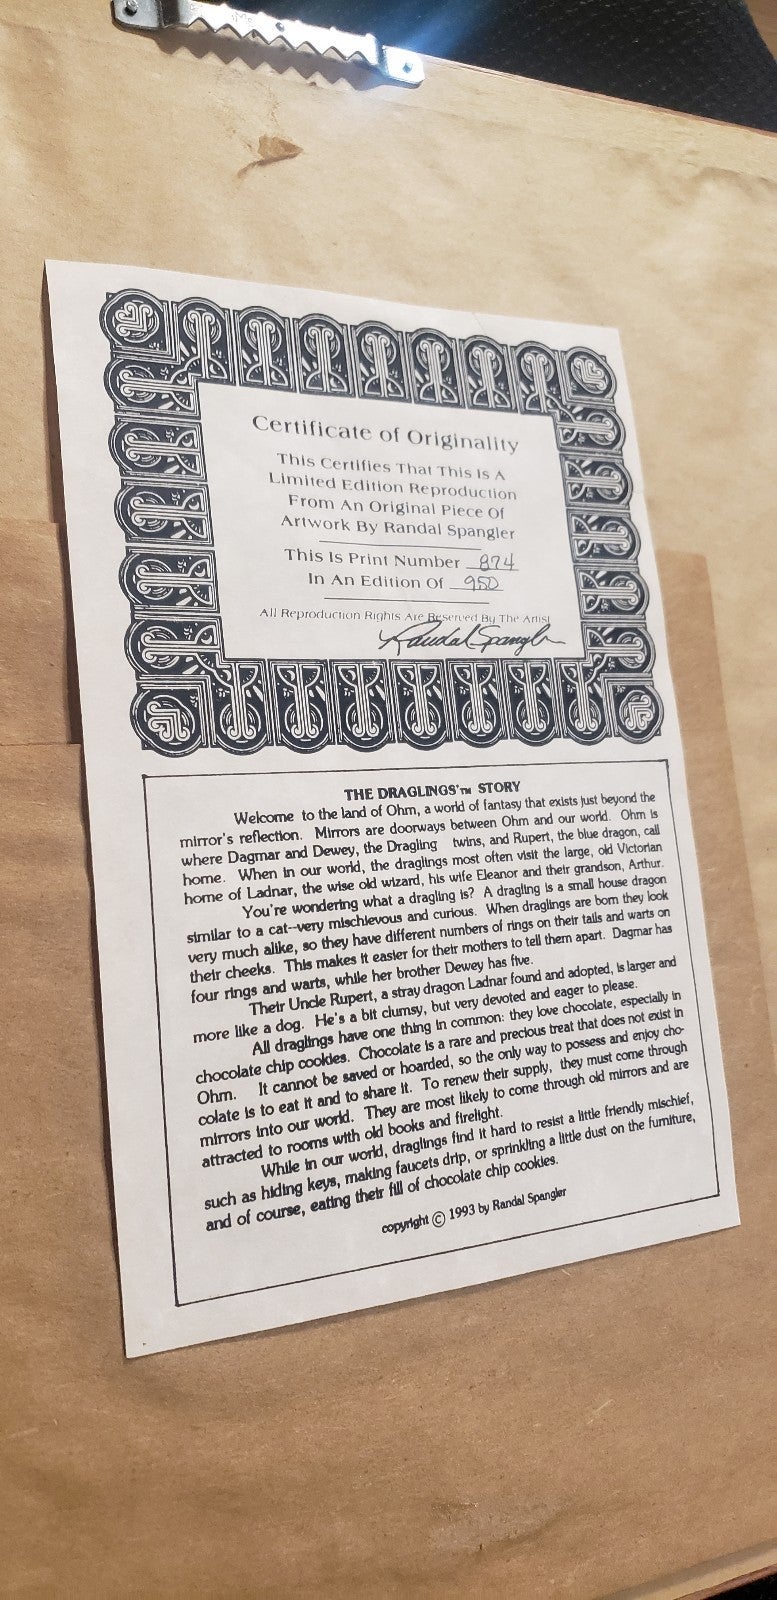 Certificate of Originality
This Certifies That This Is A
Limited Edition Reproduction
From An Original Piece Of
Artwork By Randal Spangler
This Is Print Number 874
In An Edition Of 950
All Reproduction Rights Are Reserved By The Artist
Randal Spangler
THE DRAGLINGS'™ STORY
Welcome to the land of Ohm, a world of fantasy that exists just beyond the
mirror's reflection. Mirrors are doorways between Ohm and our world. Ohm is
where Dagmar and Dewey, the Dragling twins, and Rupert, the blue dragon, call
home. When in our world, the draglings most often visit the large, old Victorian
home of Ladnar, the wise old wizard, his wife Eleanor and their grandson, Arthur.
You're wondering what a dragling is? A dragling is a small house dragon
similar to a cat--very mischievous and curious. When draglings are born they look
very much alike, so they have different numbers of rings on their tails and warts on
their cheeks. This makes it easier for their mothers to tell them apart. Dagmar has
four rings and warts, while her brother Dewey has five.
Their Uncle Rupert, a stray dragon Ladnar found and adopted, is larger and
more like a dog. He's a bit clumsy, but very devoted and eager to please.
All draglings have one thing in common: they love chocolate, especially in
chocolate chip cookies. Chocolate is a rare and precious treat that does not exist in
Ohm. It cannot be saved or hoarded, so the only way to possess and enjoy cho-
colate is to eat it and to share it. To renew their supply, they must come through
mirrors into our world. They are most likely to come through old mirrors and are
attracted to rooms with old books and firelight.
While in our world, draglings find it hard to resist a little friendly mischief,
such as hiding keys, making faucets drip, or sprinkling a little dust on the furniture,
and of course, eating their fill of chocolate chip cookies.
copyright © 1993 by Randal Spangler